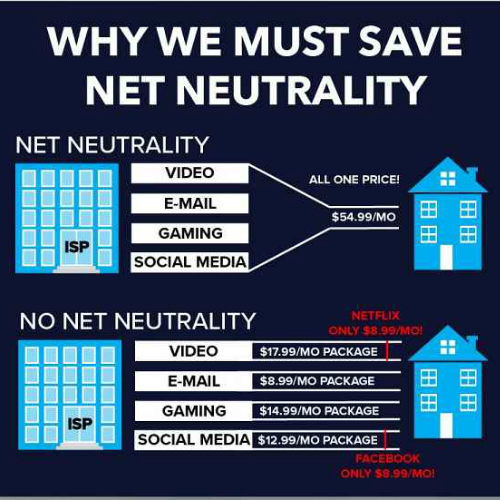 WHY WE MUST SAVE
NET NEUTRALITY
NET NEUTRALITY
VIDEO
ALL ONE PRICE!
E-MAIL
$54.99/MO
GAMING
ISP
SOCIAL MEDIA
NO NET NEUTRALITY
NETFLIX
ONLY $8.99/MO!
VIDEO $17.99/MO PACKAGE
E-MAIL $8.99/MO PACKAGE
GAMING $14.99/MO PACKAGE
ISP
SOCIAL MEDIA $12.99/MO PACKAGE
FACEBOOK
ONLY $8.99/MO!